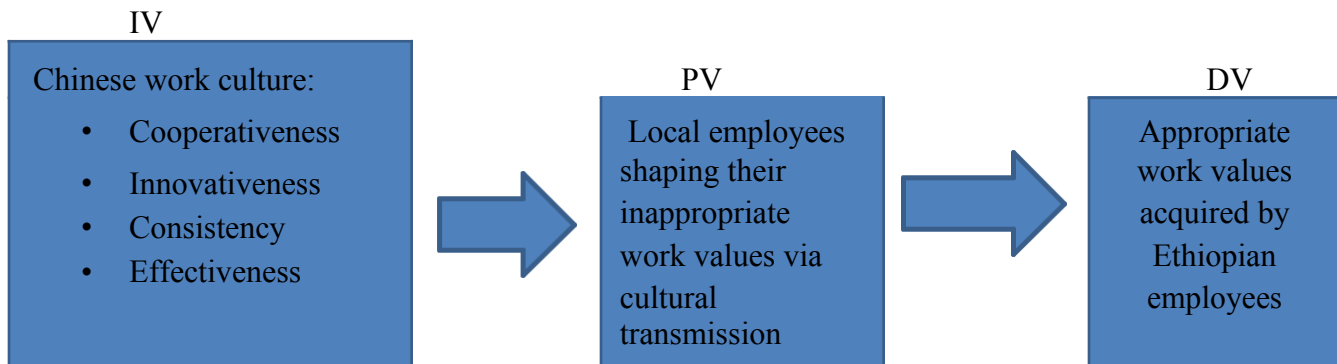 IV
Chinese work culture:
• Cooperativeness
• Innovativeness
• Consistency
• Effectiveness
PV
Local employees
shaping their
inappropriate
work values via
cultural
transmission
DV
Appropriate
work values
acquired by
Ethiopian
employees